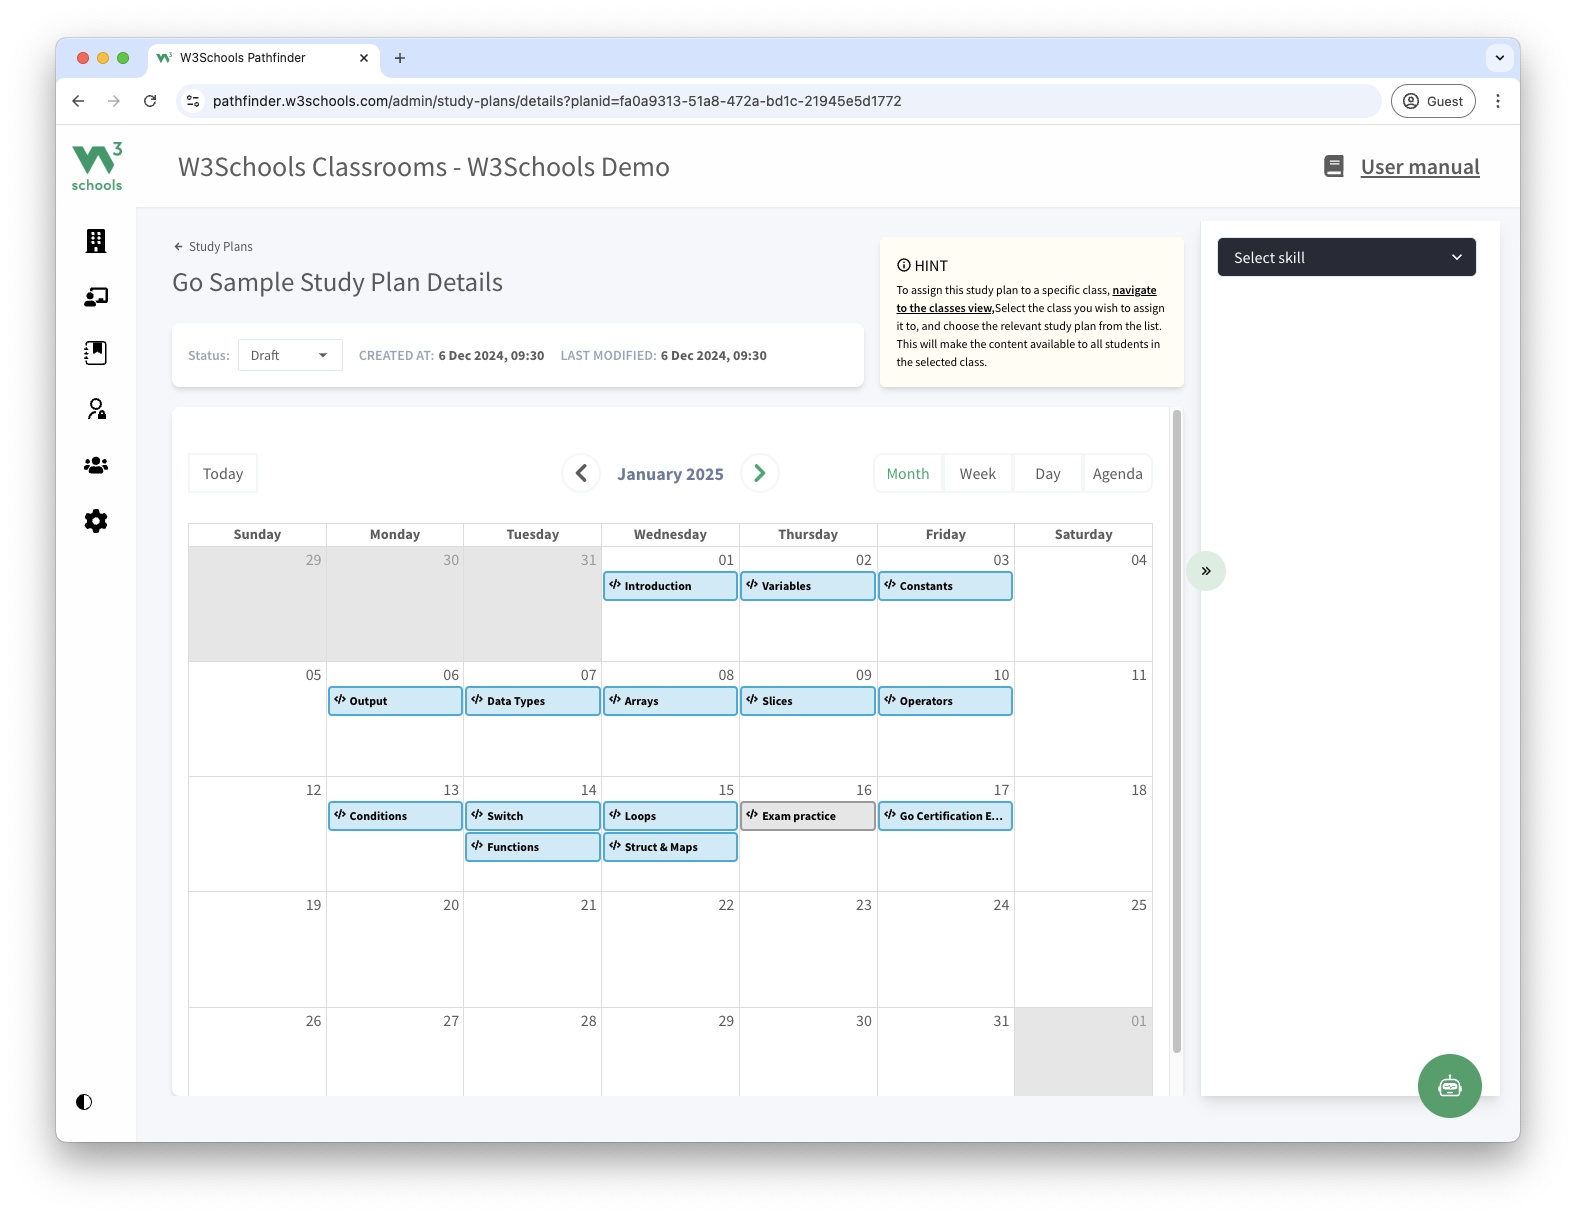 W3Schools Pathfinder
pathfinder.w3schools.com/admin/study-plans/details?planid=fa0a9313-51a8-472a-bd1c-21945e5d1772
Guest
W3 schools
W3Schools Classrooms - W3Schools Demo
User manual
Study Plans
Go Sample Study Plan Details
Status: Draft CREATED AT: 6 Dec 2024, 09:30 LAST MODIFIED: 6 Dec 2024, 09:30
HINT
To assign this study plan to a specific class, navigate
to the classes view,Select the class you wish to assign
it to, and choose the relevant study plan from the list.
This will make the content available to all students in
the selected class.
Select skill
Today
January 2025
Month Week Day Agenda
Sunday Monday Tuesday Wednesday Thursday Friday Saturday
29 30 31 01 02 03 04
Introduction Variables Constants
05 06 07 08 09 10 11
Output Data Types Arrays Slices Operators
12 13 14 15 16 17 18
Conditions Switch Loops Exam practice Go Certification E...
Functions Struct & Maps
19 20 21 22 23 24 25
26 27 28 29 30 31 01